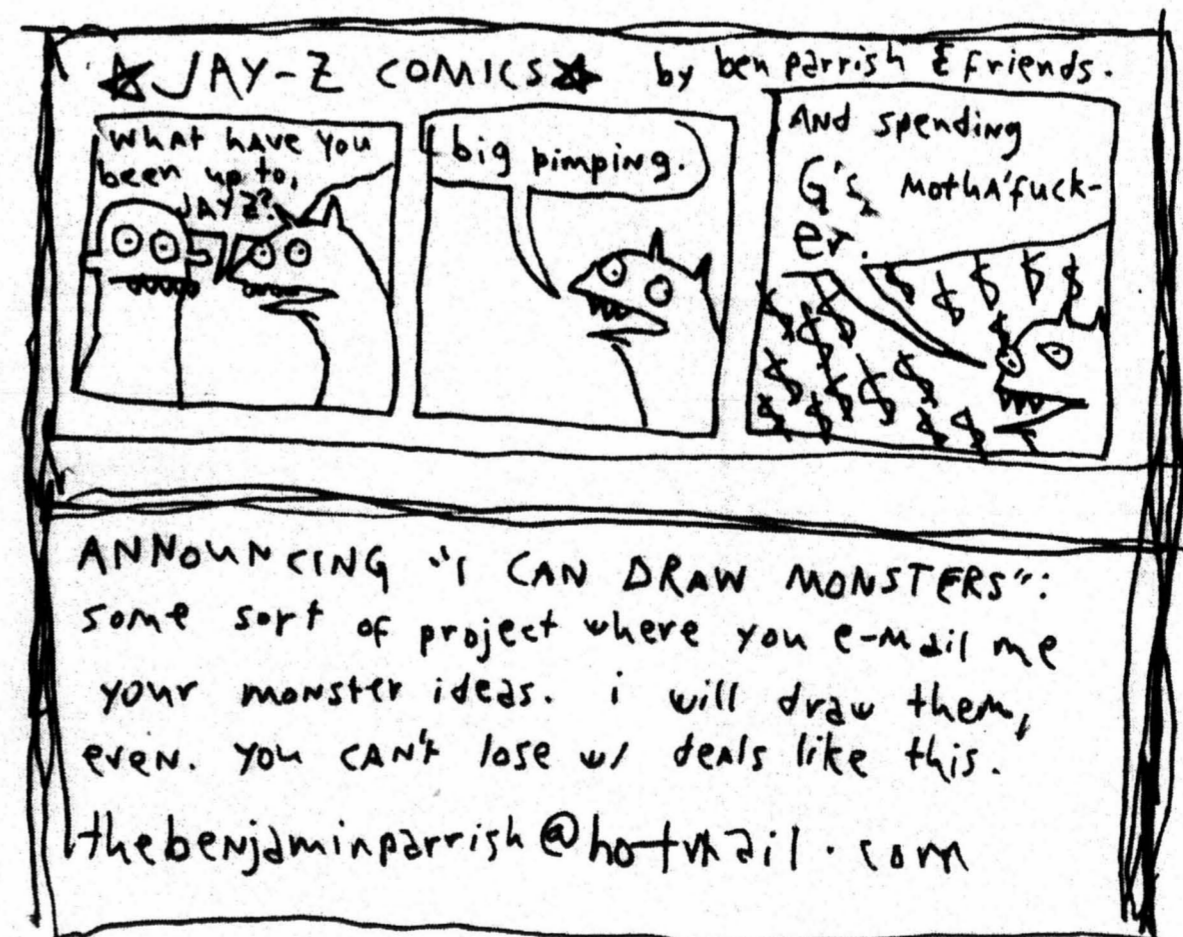 ☆JAY-Z COMICS☆ by ben parrish & friends.
What have you
been up to,
JAY Z?
big pimping.
And spending
G's, motha'fuck-
er.
$ $ $ $ $ $ $ $ $ $ $ $ $ $ $ $
ANNOUNCING "I CAN DRAW MONSTERS":
some sort of project where you e-mail me
your monster ideas. i will draw them,
even. you CAN'T lose w/ deals like this.
thebenjaminparrish@hotmail.com